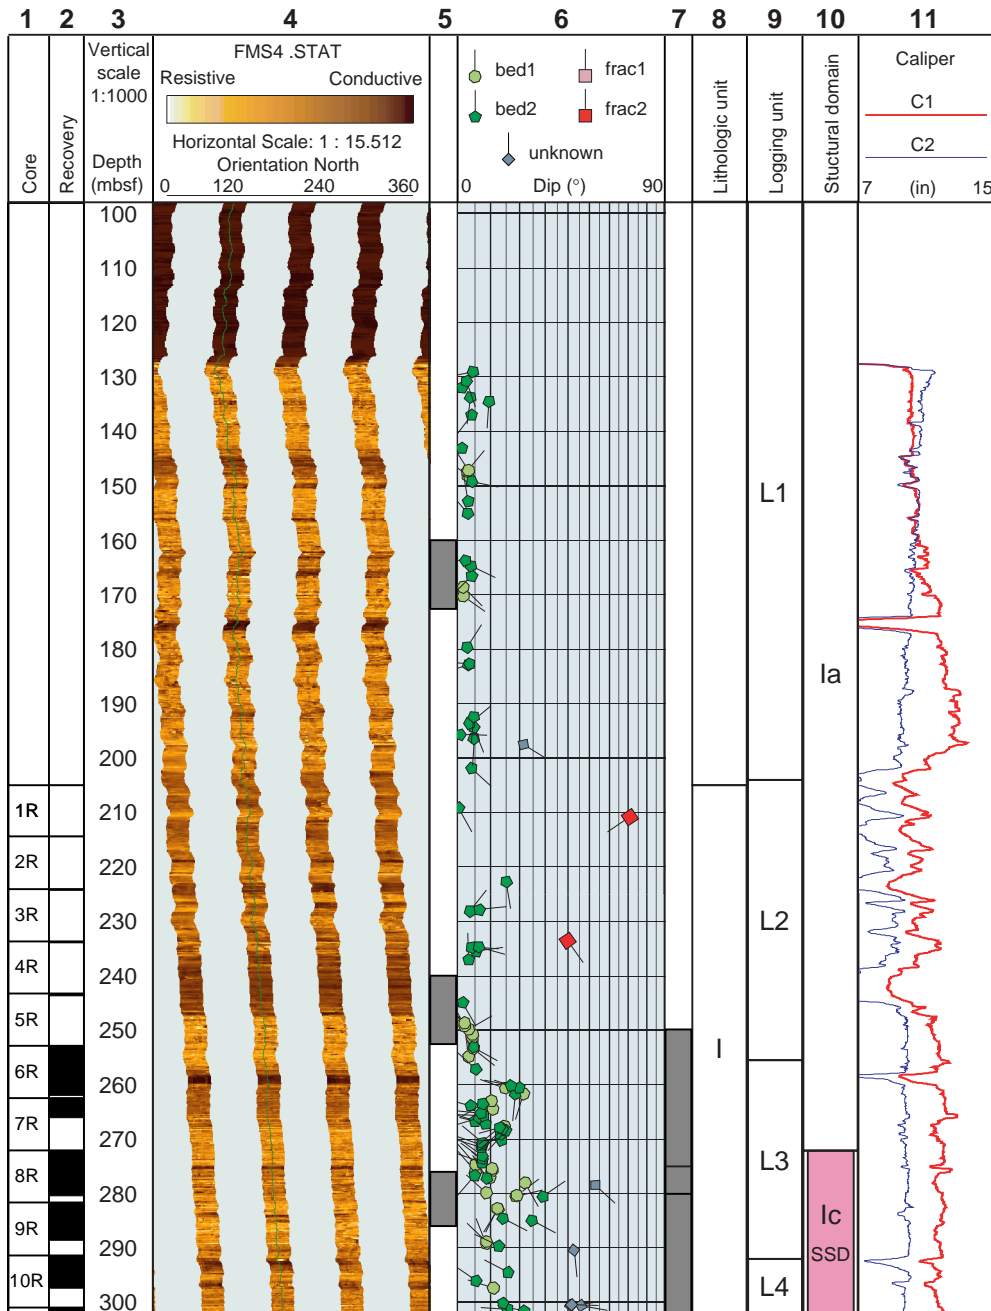 1 2 3 4 5 6 7 8 9 10 11
Core
Recovery
Vertical
scale
1:1000
Depth
(mbsf)
FMS4 .STAT
Resistive Conductive
Horizontal Scale: 1 : 15.512
Orientation North
0 120 240 360
bed1 frac1
bed2 frac2
unknown
0 Dip (°) 90
Lithologic unit
Logging unit
Stuctural domain
Caliper
C1
C2
7 (in) 15
100
110
120
130
140
150
160
170
180
190
200
210
220
230
240
250
260
270
280
290
300
1R
2R
3R
4R
5R
6R
7R
8R
9R
10R
I
L1
L2
L3
L4
Ia
Ic
SSD